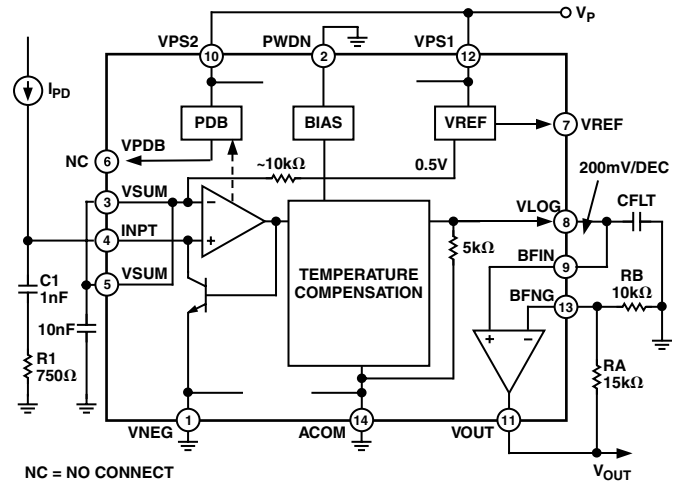 VP
VPS2
PWDN
VPS1
10
2
12
IPD
PDB
BIAS
VREF
7
VREF
VPDB
NC
6
~10kΩ
0.5V
200mV/DEC
VSUM
3
VLOG
CFLT
8
INPT
4
5kΩ
BFIN
9
VSUM
5
TEMPERATURE
COMPENSATION
C1
1nF
BFNG
13
RB
10kΩ
10nF
R1
750Ω
RA
15kΩ
1
14
11
VNEG
ACOM
VOUT
VOUT
NC = NO CONNECT